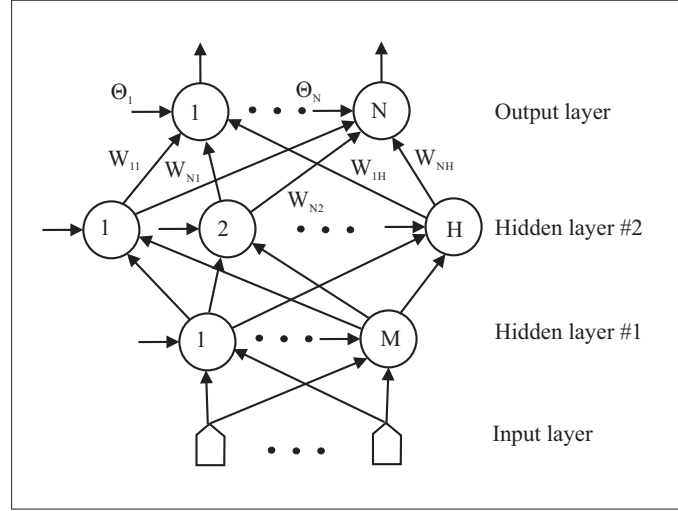 Θ1
ΘN
1
N
Output layer
W11
WN1
W1H
WNH
WN2
1
2
H
Hidden layer #2
1
M
Hidden layer #1
Input layer